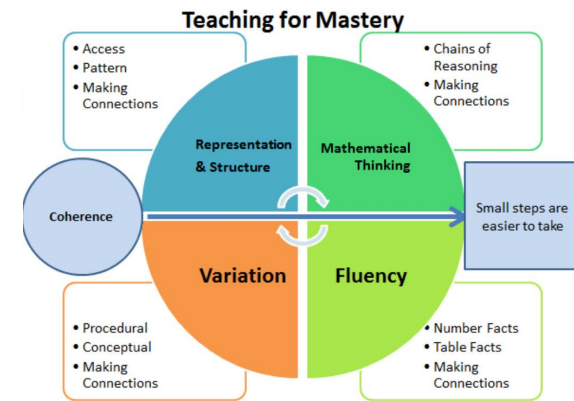 Teaching for Mastery
• Access
• Pattern
• Making
Connections
• Chains of
Reasoning
• Making
Connections
Representation
& Structure
Mathematical
Thinking
Coherence
Small steps are
easier to take
Variation
Fluency
• Procedural
• Conceptual
• Making
Connections
• Number Facts
• Table Facts
• Making
Connections